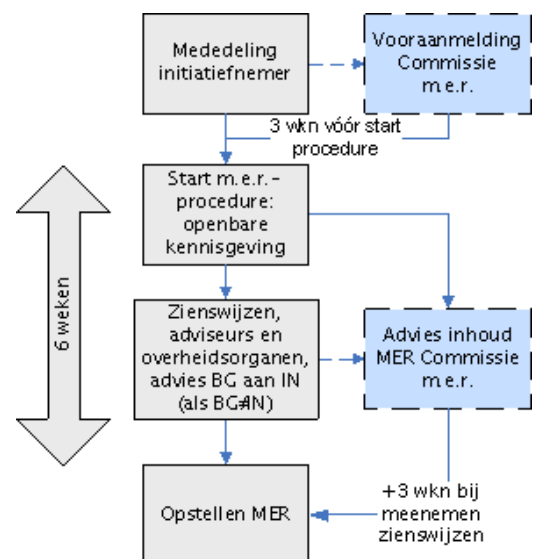 Mededeling
initiatiefnemer
Vooraanmelding
Commissie
m.e.r.
3 wkn vóór start
procedure
Start m.e.r.-
procedure:
openbare
kennisgeving
6 weken
Zienswijzen,
adviseurs en
overheidsorganen,
advies BG aan IN
(als BG≠IN)
Advies inhoud
MER Commissie
m.e.r.
Opstellen MER
+3 wkn bij
meenemen
zienswijzen